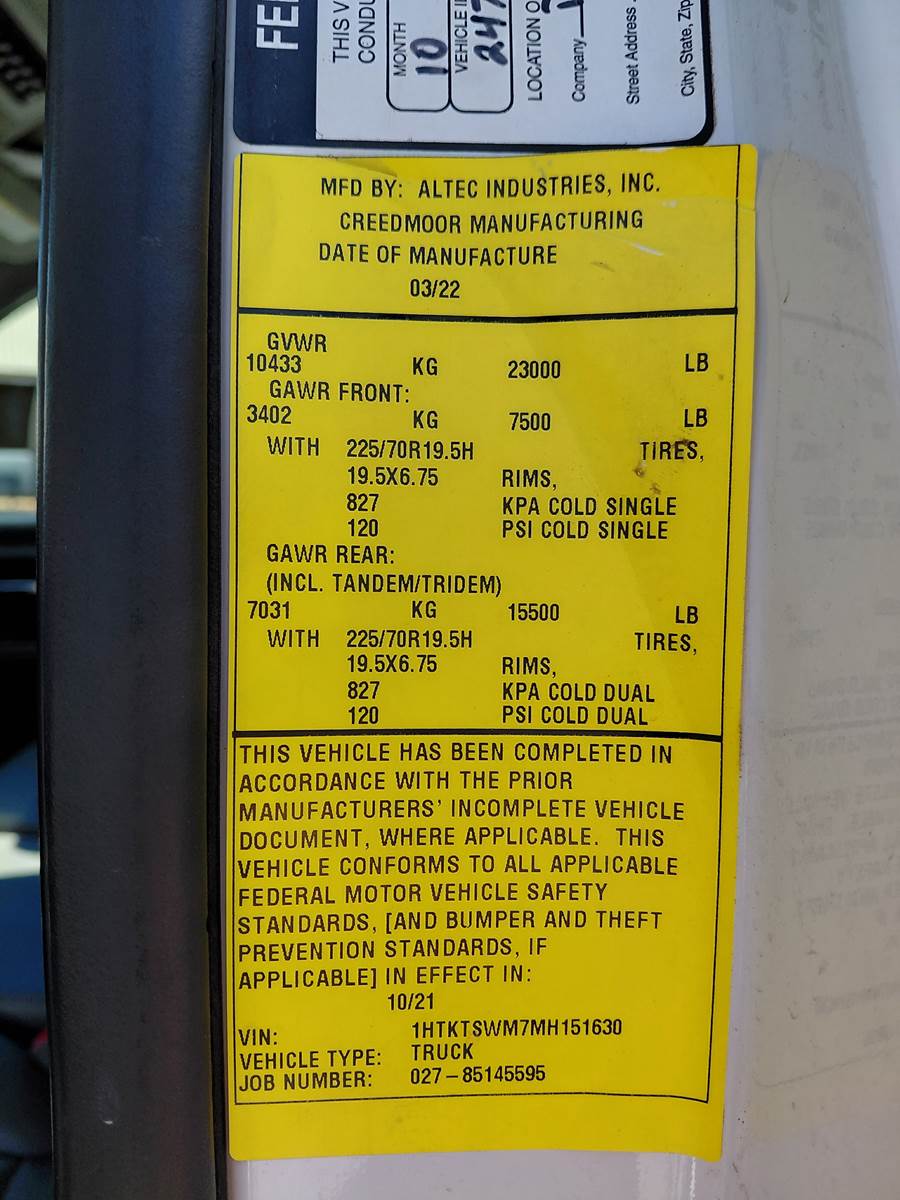 THIS V
CONDU
MONTH
10
VEHICLE I
247
LOCATION O
Company
Street Address
City, State, Zip
MFD BY: ALTEC INDUSTRIES, INC.
CREEDMOOR MANUFACTURING
DATE OF MANUFACTURE
03/22
GVWR
10433 KG 23000 LB
GAWR FRONT:
3402 KG 7500 LB
WITH 225/70R19.5H TIRES,
19.5X6.75 RIMS,
827 KPA COLD SINGLE
120 PSI COLD SINGLE
GAWR REAR:
(INCL. TANDEM/TRIDEM)
7031 KG 15500 LB
WITH 225/70R19.5H TIRES,
19.5X6.75 RIMS,
827 KPA COLD DUAL
120 PSI COLD DUAL
THIS VEHICLE HAS BEEN COMPLETED IN
ACCORDANCE WITH THE PRIOR
MANUFACTURERS' INCOMPLETE VEHICLE
DOCUMENT, WHERE APPLICABLE. THIS
VEHICLE CONFORMS TO ALL APPLICABLE
FEDERAL MOTOR VEHICLE SAFETY
STANDARDS, [AND BUMPER AND THEFT
PREVENTION STANDARDS, IF
APPLICABLE] IN EFFECT IN:
10/21
VIN: 1HTKTSWM7MH151630
VEHICLE TYPE: TRUCK
JOB NUMBER: 027-85145595